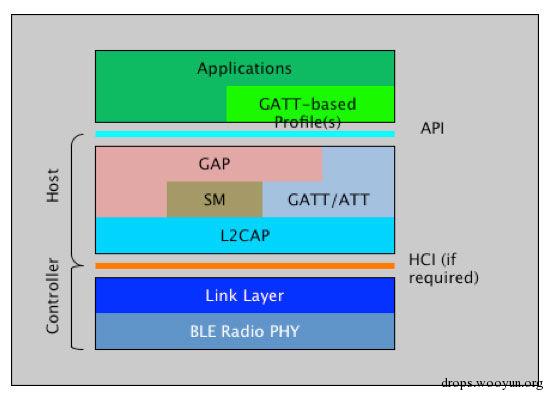 Applications
GATT-based
Profile(s)
API
GAP
Host
SM
GATT/ATT
L2CAP
HCI (if
required)
Controller
Link Layer
BLE Radio PHY
drops.wooyun.org